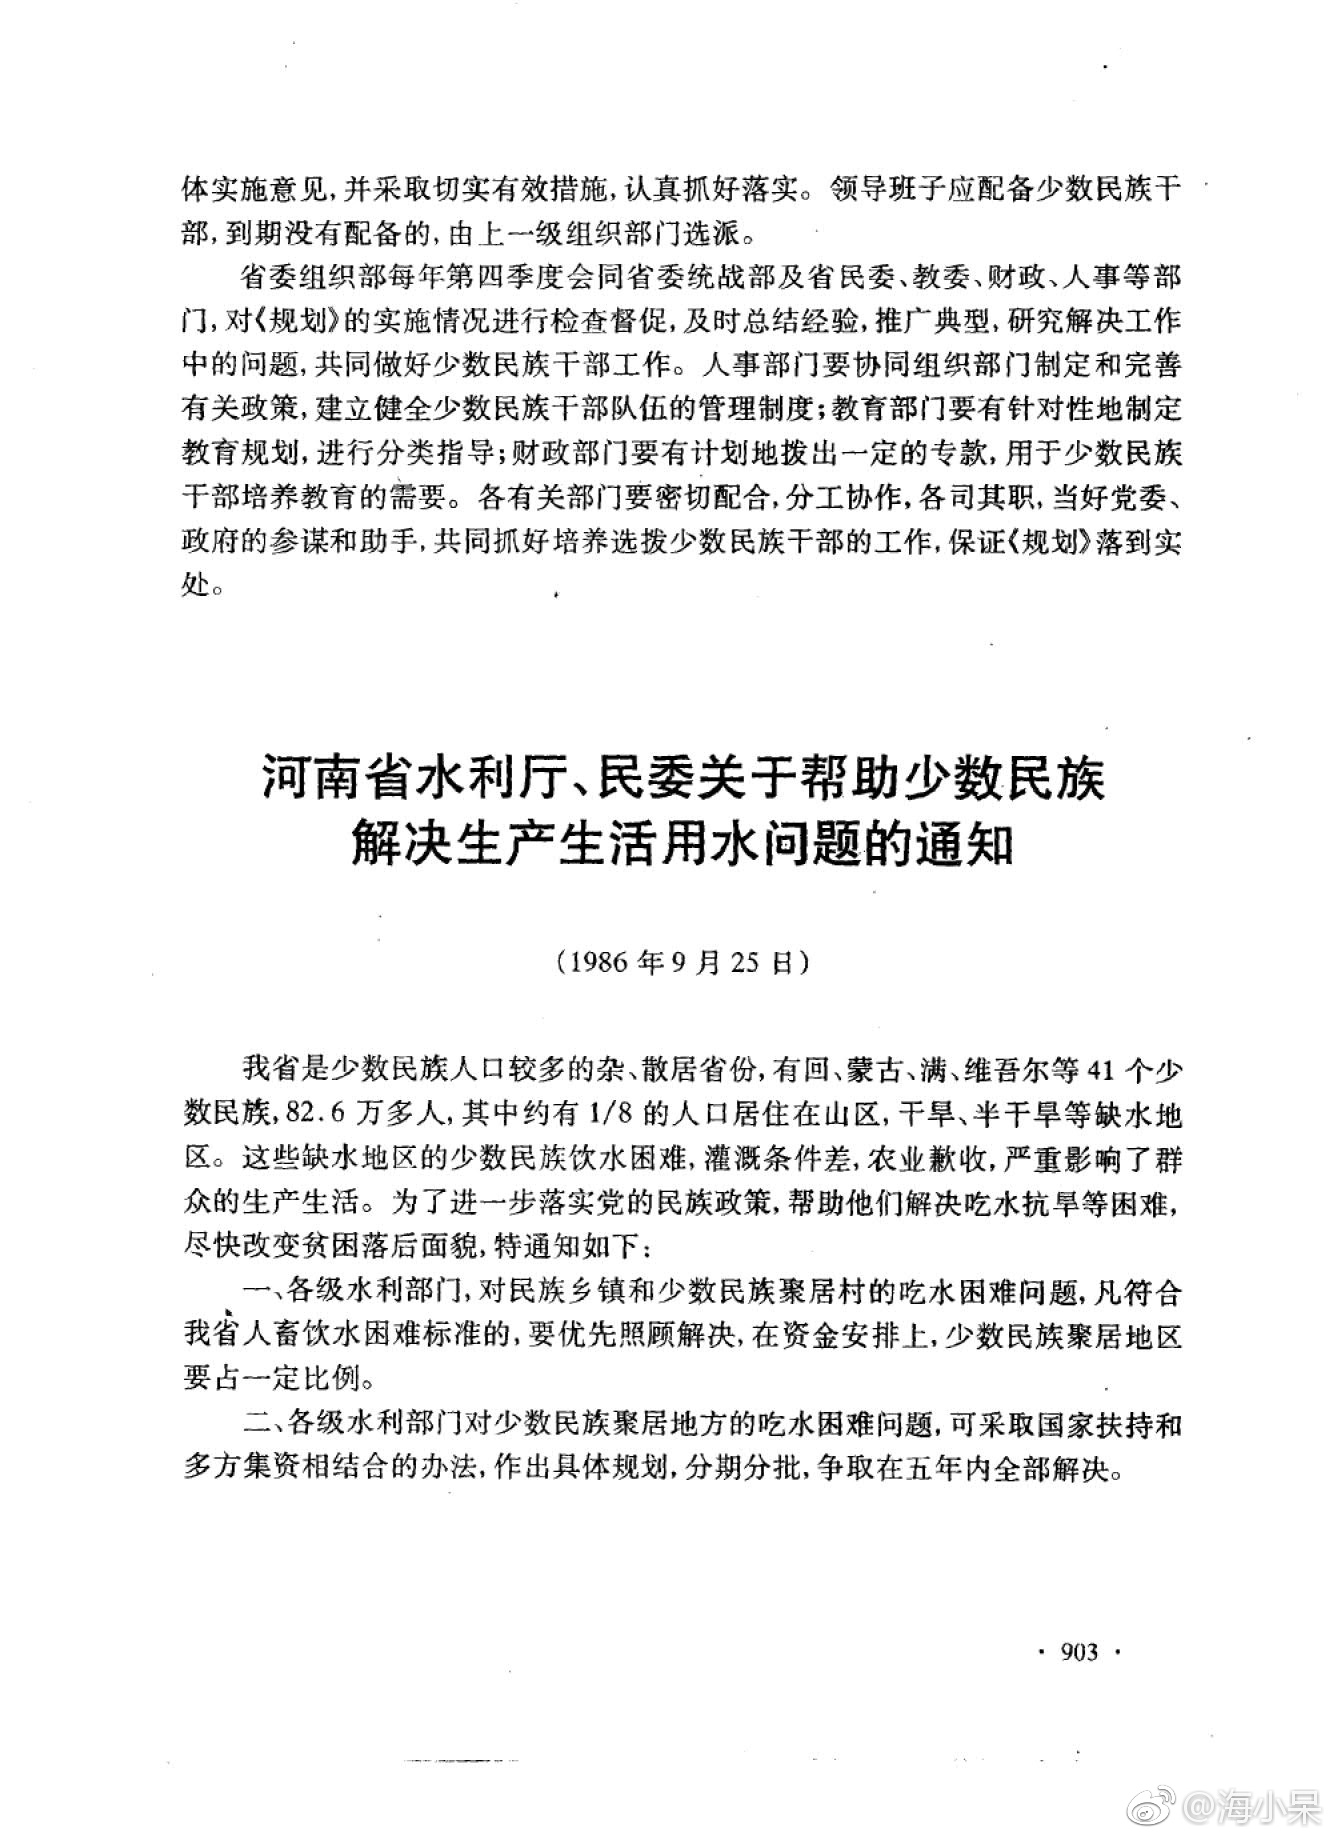 体实施意见,并采取切实有效措施,认真抓好落实。领导班子应配备少数民族干
部,到期没有配备的,由上一级组织部门选派。
省委组织部每年第四季度会同省委统战部及省民委、教委、财政、人事等部
门,对《规划》的实施情况进行检查督促,及时总结经验,推广典型,研究解决工作
中的问题,共同做好少数民族干部工作。人事部门要协同组织部门制定和完善
有关政策,建立健全少数民族干部队伍的管理制度;教育部门要有针对性地制定
教育规划,进行分类指导;财政部门要有计划地拨出一定的专款,用于少数民族
干部培养教育的需要。各有关部门要密切配合,分工协作,各司其职,当好党委、
政府的参谋和助手,共同抓好培养选拨少数民族干部的工作,保证《规划》落到实
处。
河南省水利厅、民委关于帮助少数民族
解决生产生活用水问题的通知
(1986年9月25日)
我省是少数民族人口较多的杂、散居省份,有回、蒙古、满、维吾尔等41个少
数民族,82.6万多人,其中约有1/8的人口居住在山区,干旱、半干旱等缺水地
区。这些缺水地区的少数民族饮水困难,灌溉条件差,农业歉收,严重影响了群
众的生产生活。为了进一步落实党的民族政策,帮助他们解决吃水抗旱等困难,
尽快改变贫困落后面貌,特通知如下:
一、各级水利部门,对民族乡镇和少数民族聚居村的吃水困难问题,凡符合
我省人畜饮水困难标准的,要优先照顾解决,在资金安排上,少数民族聚居地区
要占一定比例。
二、各级水利部门对少数民族聚居地方的吃水困难问题,可采取国家扶持和
多方集资相结合的办法,作出具体规划,分期分批,争取在五年内全部解决。
· 903 ·
@海小呆